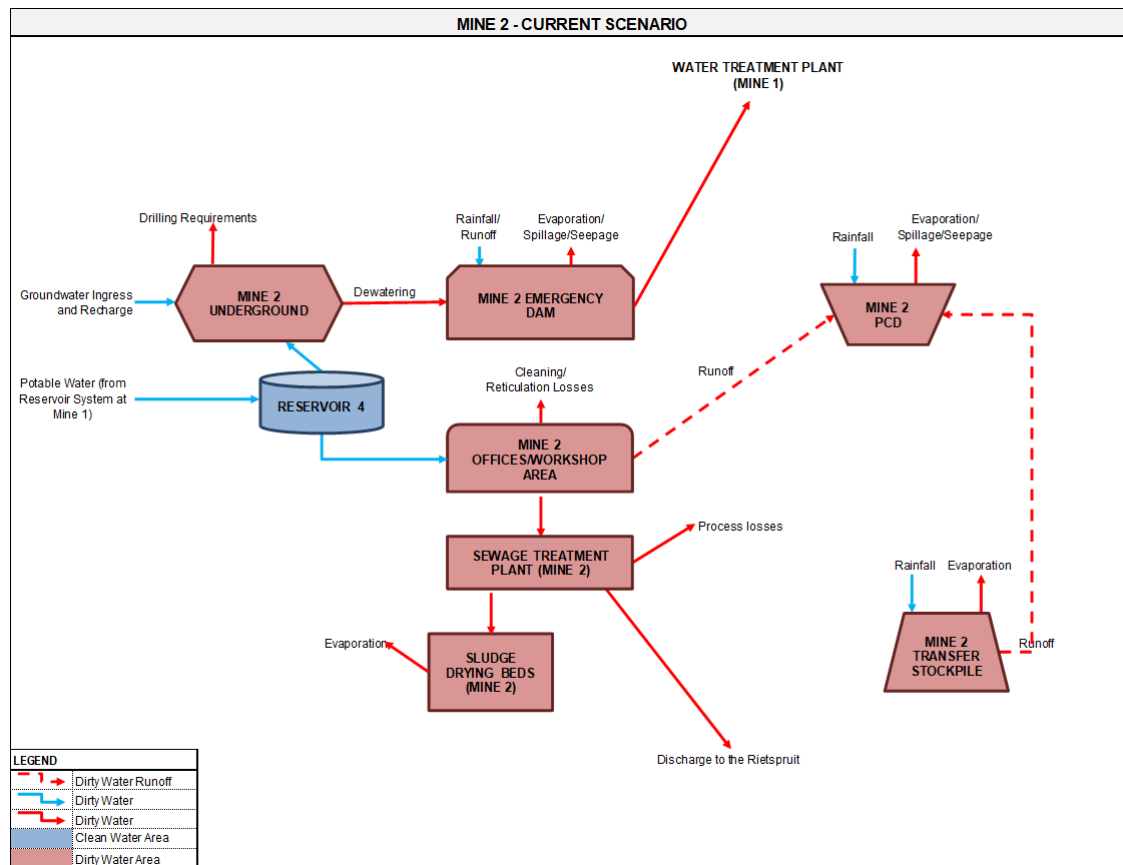 MINE 2 - CURRENT SCENARIO
WATER TREATMENT PLANT
(MINE 1)
Drilling Requirements
Rainfall/
Runoff
Evaporation/
Spillage/Seepage
Rainfall
Evaporation/
Spillage/Seepage
Groundwater Ingress
and Recharge
MINE 2
UNDERGROUND
Dewatering
MINE 2 EMERGENCY
DAM
MINE 2
PCD
Potable Water (from
Reservoir System at
Mine 1)
RESERVOIR 4
Cleaning/
Reticulation Losses
Runoff
MINE 2
OFFICES/WORKSHOP
AREA
SEWAGE TREATMENT
PLANT (MINE 2)
Process losses
Rainfall
Evaporation
Evaporation
SLUDGE
DRYING BEDS
(MINE 2)
MINE 2
TRANSFER
STOCKPILE
Runoff
Discharge to the Rietspruit
LEGEND
Dirty Water Runoff
Dirty Water
Dirty Water
Clean Water Area
Dirty Water Area